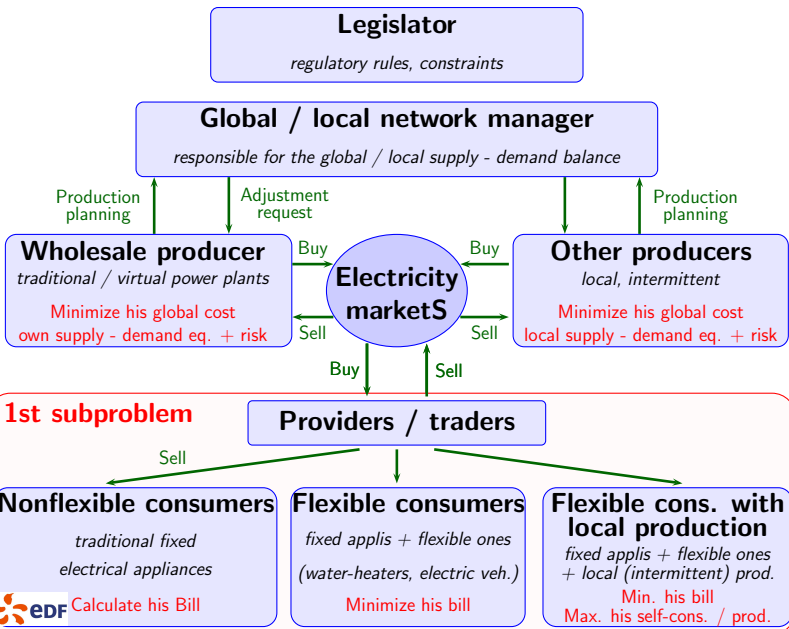 Legislator
regulatory rules, constraints
Global / local network manager
responsible for the global / local supply - demand balance
Production
planning
Adjustment
request
Production
planning
Wholesale producer
traditional / virtual power plants
Minimize his global cost
own supply - demand eq. + risk
Buy
Sell
Electricity
marketS
Buy
Sell
Other producers
local, intermittent
Minimize his global cost
local supply - demand eq. + risk
Buy
Sell
1st subproblem
Providers / traders
Sell
Nonflexible consumers
traditional fixed
electrical appliances
Calculate his Bill
Flexible consumers
fixed applis + flexible ones
(water-heaters, electric veh.)
Minimize his bill
Flexible cons. with
local production
fixed applis + flexible ones
+ local (intermittent) prod.
Min. his bill
Max. his self-cons. / prod.
eDF